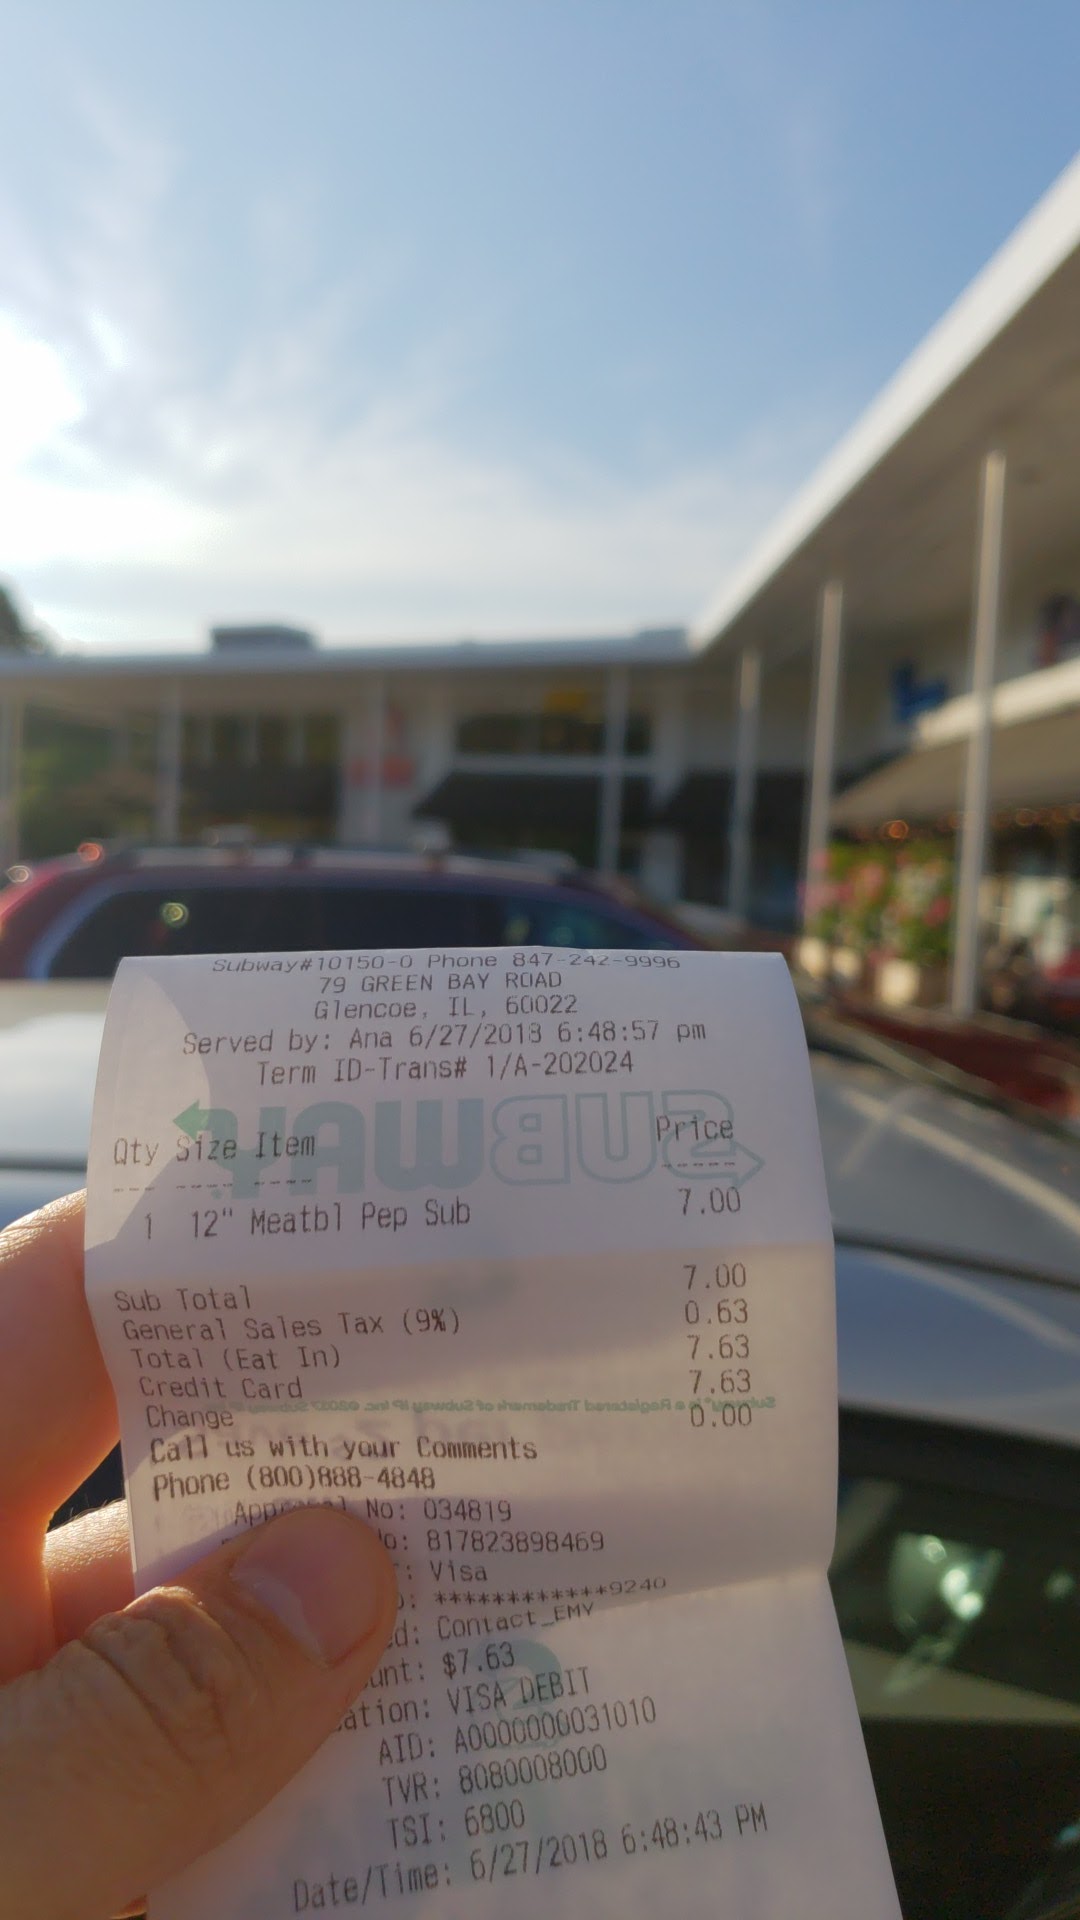 Subway#10150-0 Phone 847-242-9996
79 GREEN BAY ROAD
Glencoe, IL, 60022
Served by: Ana 6/27/2018 6:48:57 pm
Term ID-Trans# 1/A-202024
SUBWAY
Qty Size Item Price
--- ---- ---- -----
1 12" Meatbl Pep Sub 7.00
Sub Total 7.00
General Sales Tax (9%) 0.63
Total (Eat In) 7.63
Credit Card 7.63
Change 0.00
Call us with your Comments
Phone (800)888-4848
No: 034819
817823898469
Visa
************9240
Contact_EMV
$7.63
VISA DEBIT
AID: A0000000031010
TVR: 8080008000
TSI: 6800
Date/Time: 6/27/2018 6:48:43 PM